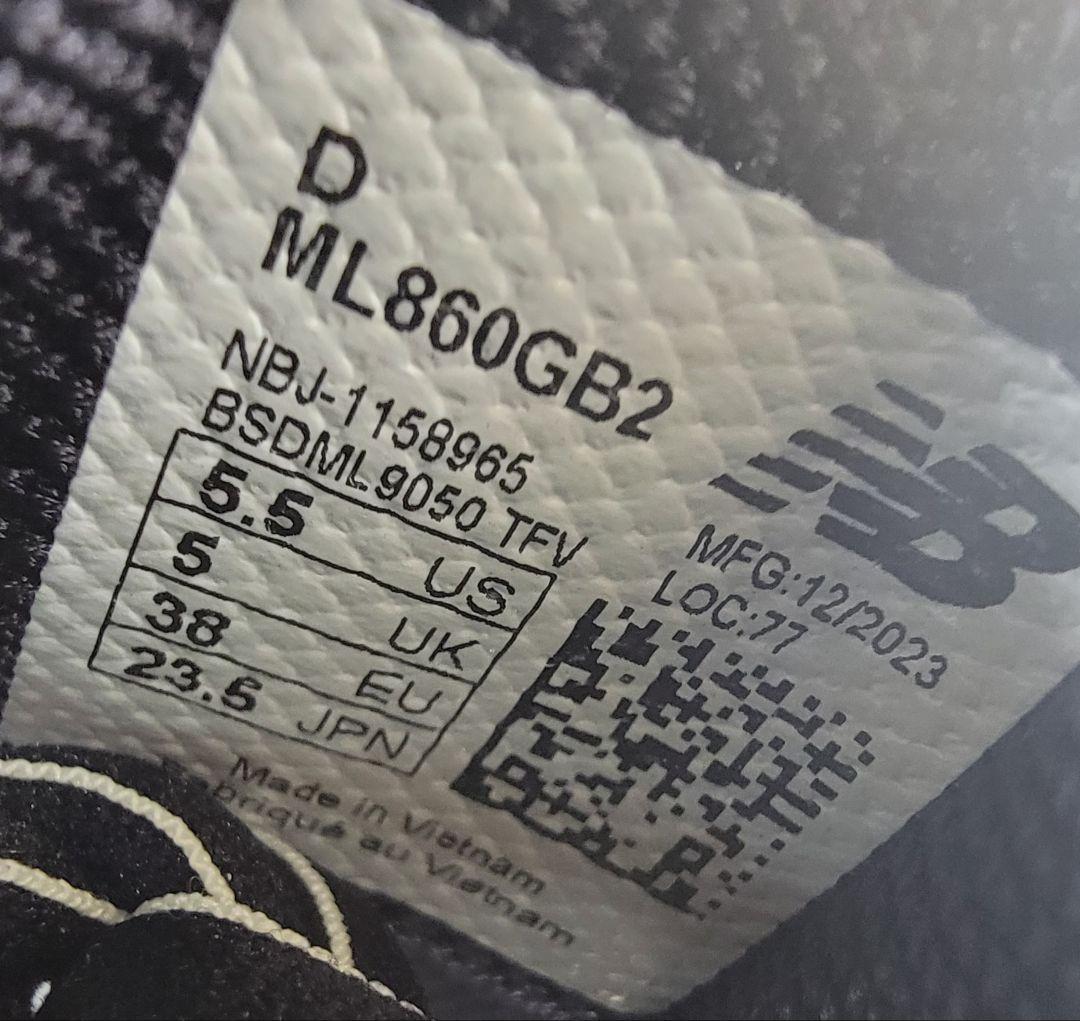 D
ML860GB2
NBJ-1158965
BSDML9050 TFV
5.5 US
5 UK
38 EU
23.5 JPN
Made in Vietnam
au Vietnam
NB
MFG:12/2023
LOC:77